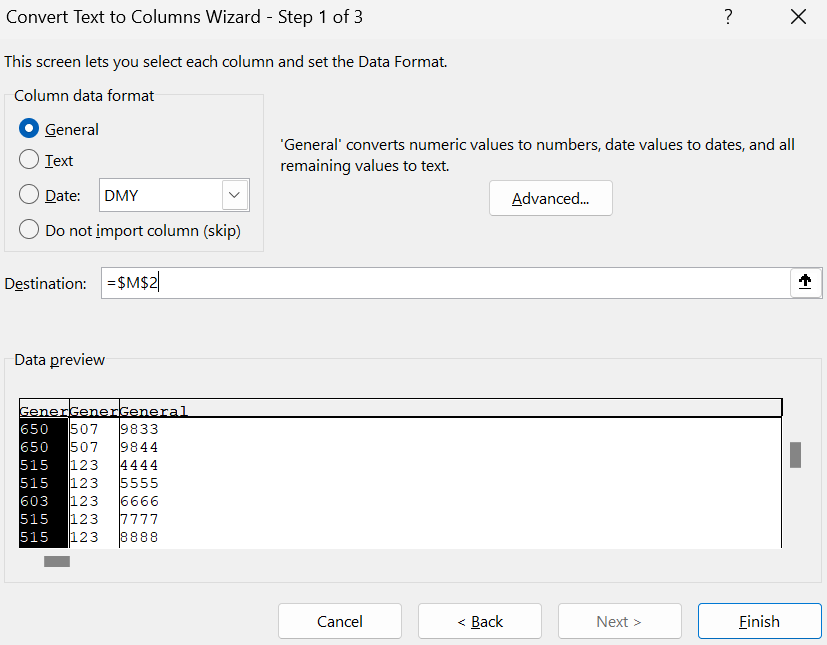 Convert Text to Columns Wizard - Step 1 of 3
?
This screen lets you select each column and set the Data Format.
Column data format
General
Text
Date:
DMY
Do not import column (skip)
'General' converts numeric values to numbers, date values to dates, and all
remaining values to text.
Advanced...
Destination:
=$M$2
Data preview
GenerGenerGeneral
650 507 9833
650 507 9844
515 123 4444
515 123 5555
603 123 6666
515 123 7777
515 123 8888
Cancel
< Back
Next >
Finish